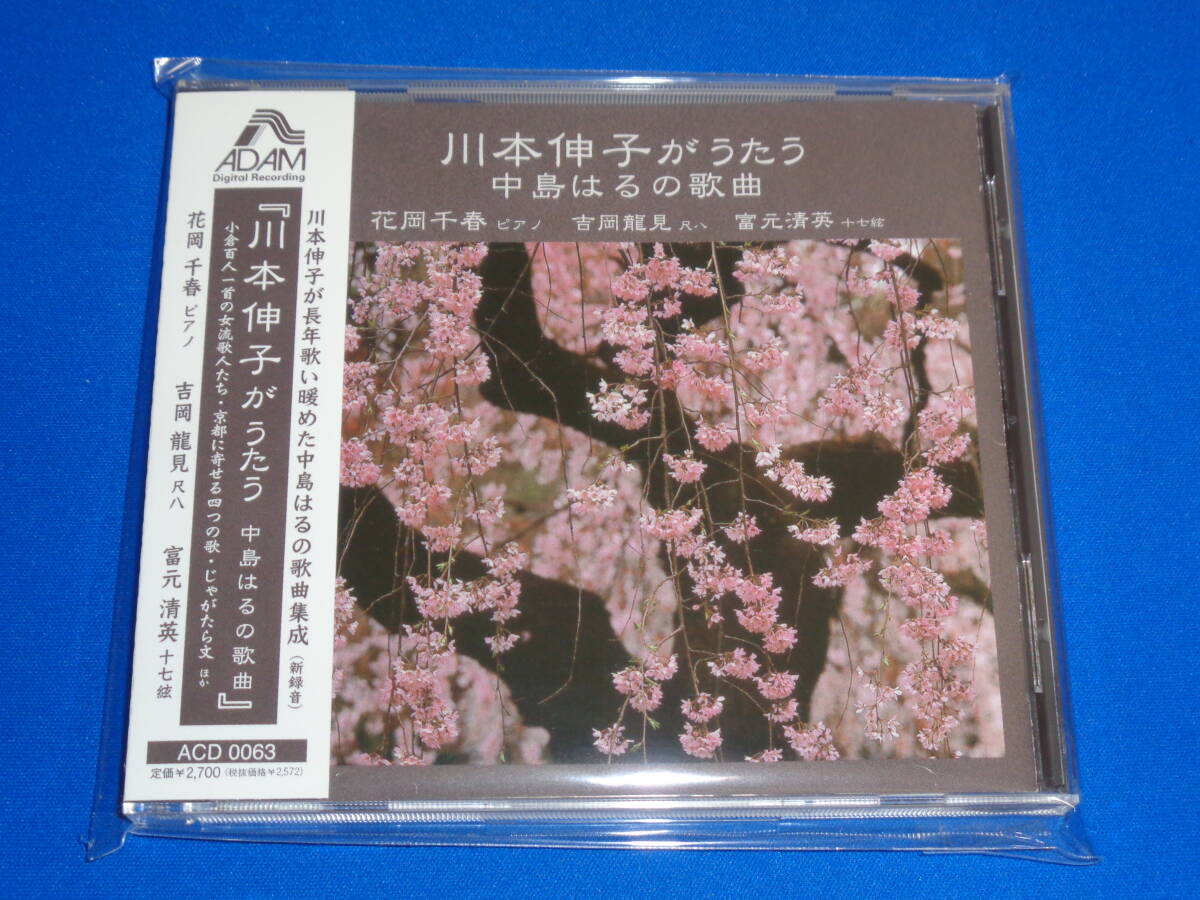 ADAM
Digital Recording
川本伸子が長年歌い暖めた中島はるの歌曲集成(新録音)
『川本伸子がうたう 中島はるの歌曲』
小倉百人一首の女流歌人たち・京都に寄せる四つの歌・じゃがたら文 ほか
花岡 千春 ピアノ 吉岡 龍見 尺八 富元 清英 十七絃
ACD 0063
定価¥2,700(税抜価格¥2,572)
川本伸子がうたう
中島はるの歌曲
花岡千春 ピアノ 吉岡龍見 尺八 富元清英 十七絃